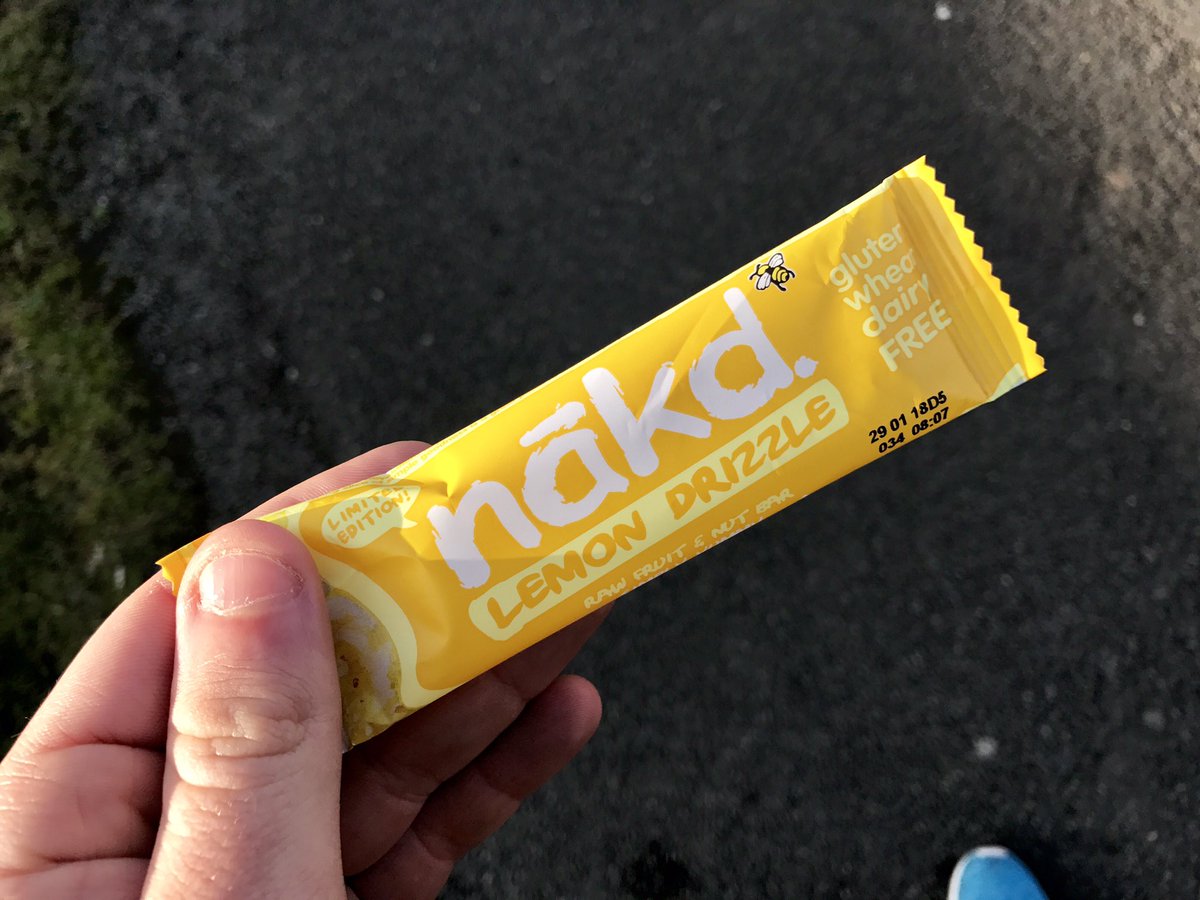 LIMITED
EDITION!
nākd.
LEMON DRIZZLE
RAW FRUIT & NUT BAR
gluten
wheat
dairy
FREE
29 01 18D5
034 08:07